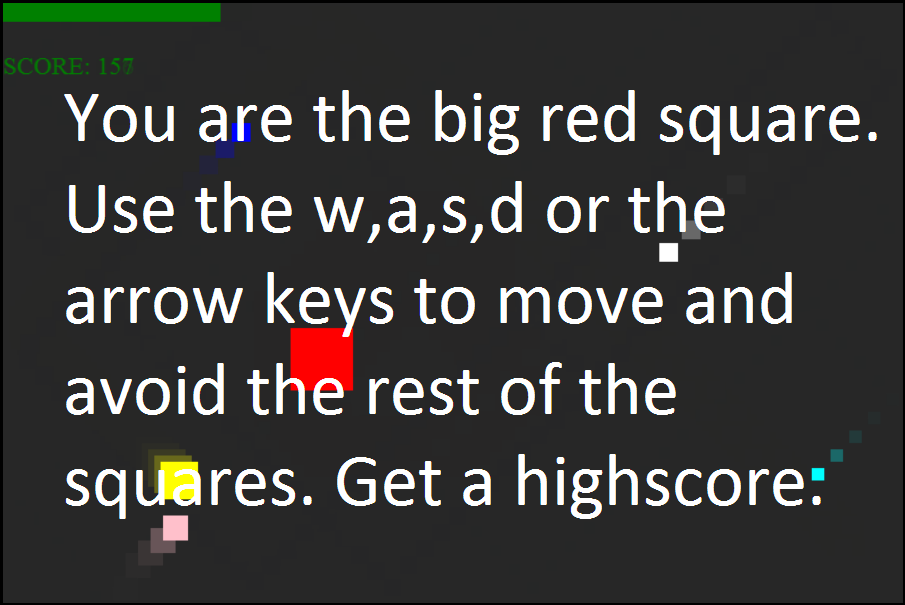 SCORE: 157
You are the big red square.
Use the w,a,s,d or the
arrow keys to move and
avoid the rest of the
squares. Get a highscore.